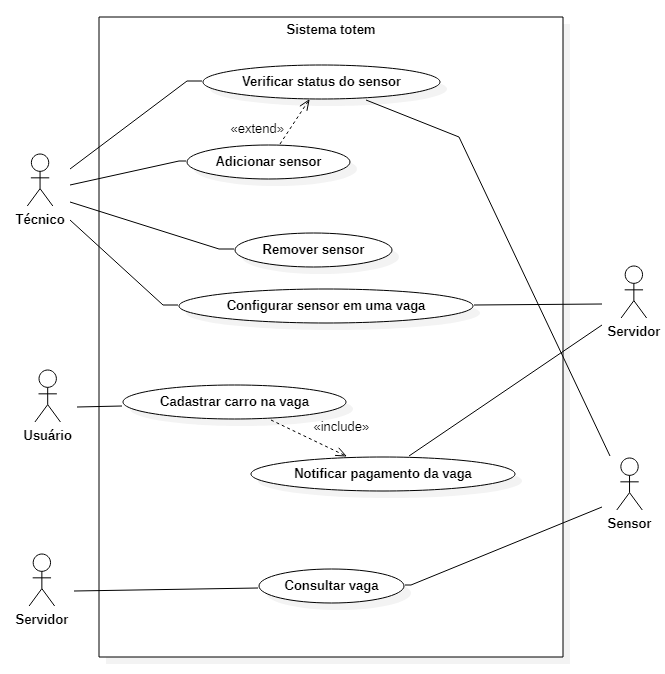 Sistema totem
Verificar status do sensor
«extend»
Adicionar sensor
Técnico
Remover sensor
Configurar sensor em uma vaga
Servidor
Cadastrar carro na vaga
Usuário
«include»
Notificar pagamento da vaga
Sensor
Consultar vaga
Servidor